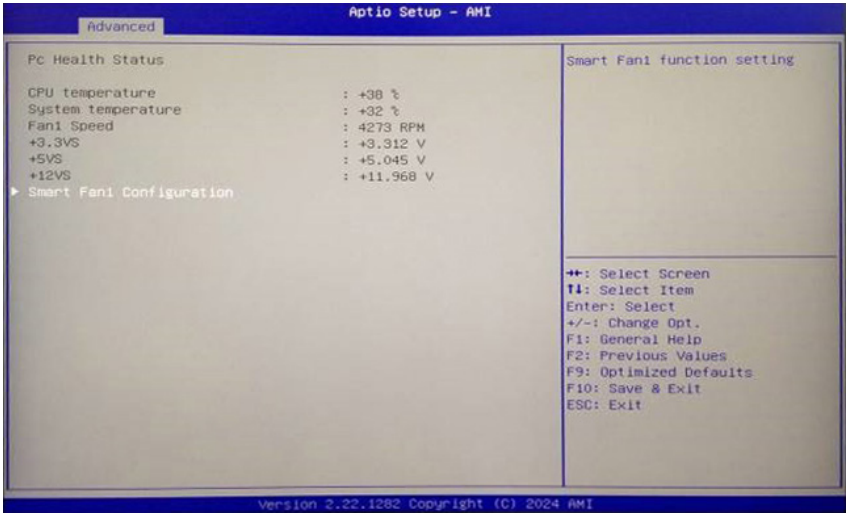 Aptio Setup - AMI
Advanced
Pc Health Status
CPU temperature : +38 %
System temperature : +32 %
Fan1 Speed : 4273 RPM
+3.3VS : +3.312 V
+5VS : +5.045 V
+12VS : +11.968 V
► Smart Fan1 Configuration
Smart Fan1 function setting
→←: Select Screen
↑↓: Select Item
Enter: Select
+/-: Change Opt.
F1: General Help
F2: Previous Values
F9: Optimized Defaults
F10: Save & Exit
ESC: Exit
Version 2.22.1282 Copyright (C) 2024 AMI